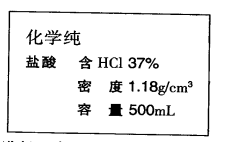 化学纯
盐酸 含 HCl 37%
密 度 1.18g/cm³
容 量 500mL